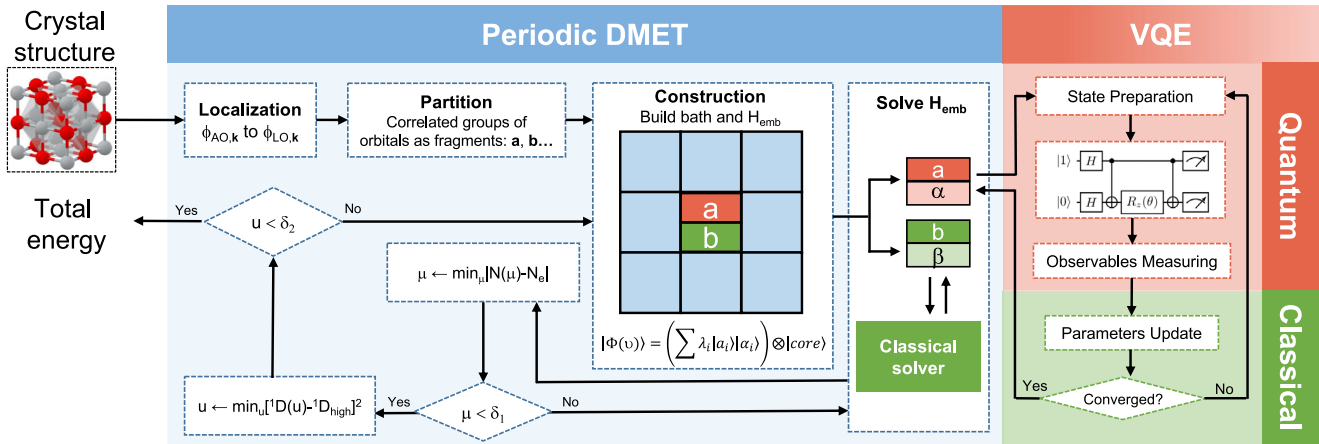 Crystal
structure
Periodic DMET
VQE
Localization
ϕAO,k to ϕLO,k
Partition
Correlated groups of
orbitals as fragments: a, b...
Construction
Build bath and Hemb
a
b
|Φ(υ)⟩ = (∑ λᵢ|aᵢ⟩|αᵢ⟩) ⊗|core⟩
Solve Hemb
a
α
b
β
Classical
solver
State Preparation
|1⟩ H
|0⟩ H Rz(θ)
Observables Measuring
Parameters Update
Yes
Converged?
No
Quantum
Classical
Total
energy
Yes
u < δ₂
No
μ ← minμ|N(μ)-Ne|
u ← minu[¹D(u)-¹Dhigh]²
Yes
μ < δ₁
No